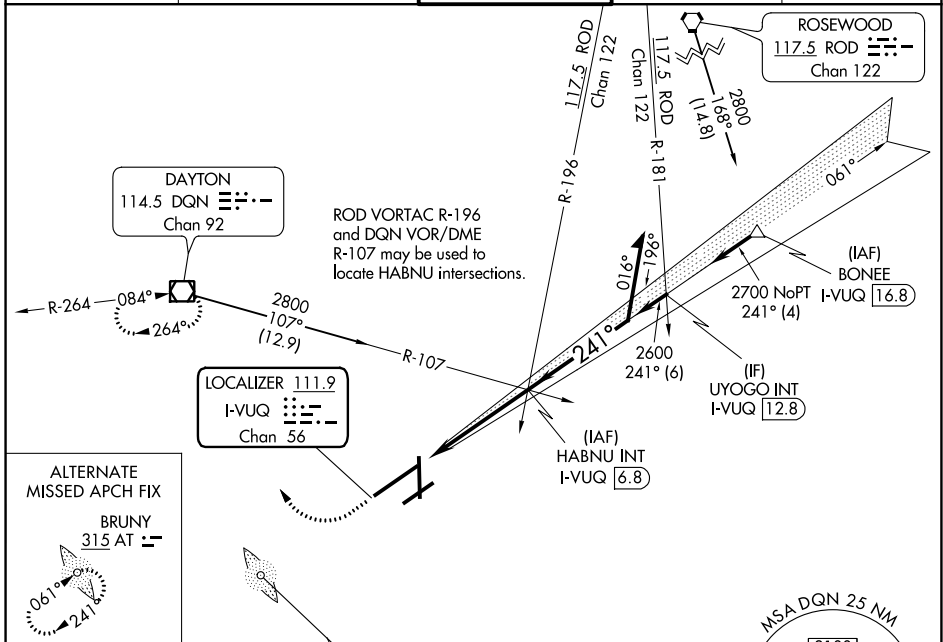 ROSEWOOD
117.5 ROD
Chan 122
117.5 ROD
Chan 122
R-196
117.5 ROD
Chan 122
R-181
2800
168°
(14.8)
061°
DAYTON
114.5 DQN
Chan 92
ROD VORTAC R-196
and DQN VOR/DME
R-107 may be used to
locate HABNU intersections.
R-264
084°
264°
2800
107°
(12.9)
R-107
016°
196°
241°
2600
241° (6)
2700 NoPT
241° (4)
(IAF)
BONEE
I-VUQ 16.8
(IF)
UYOGO INT
I-VUQ 12.8
(IAF)
HABNU INT
I-VUQ 6.8
LOCALIZER 111.9
I-VUQ
Chan 56
ALTERNATE
MISSED APCH FIX
BRUNY
315 AT
061°
241°
MSA DQN 25 NM